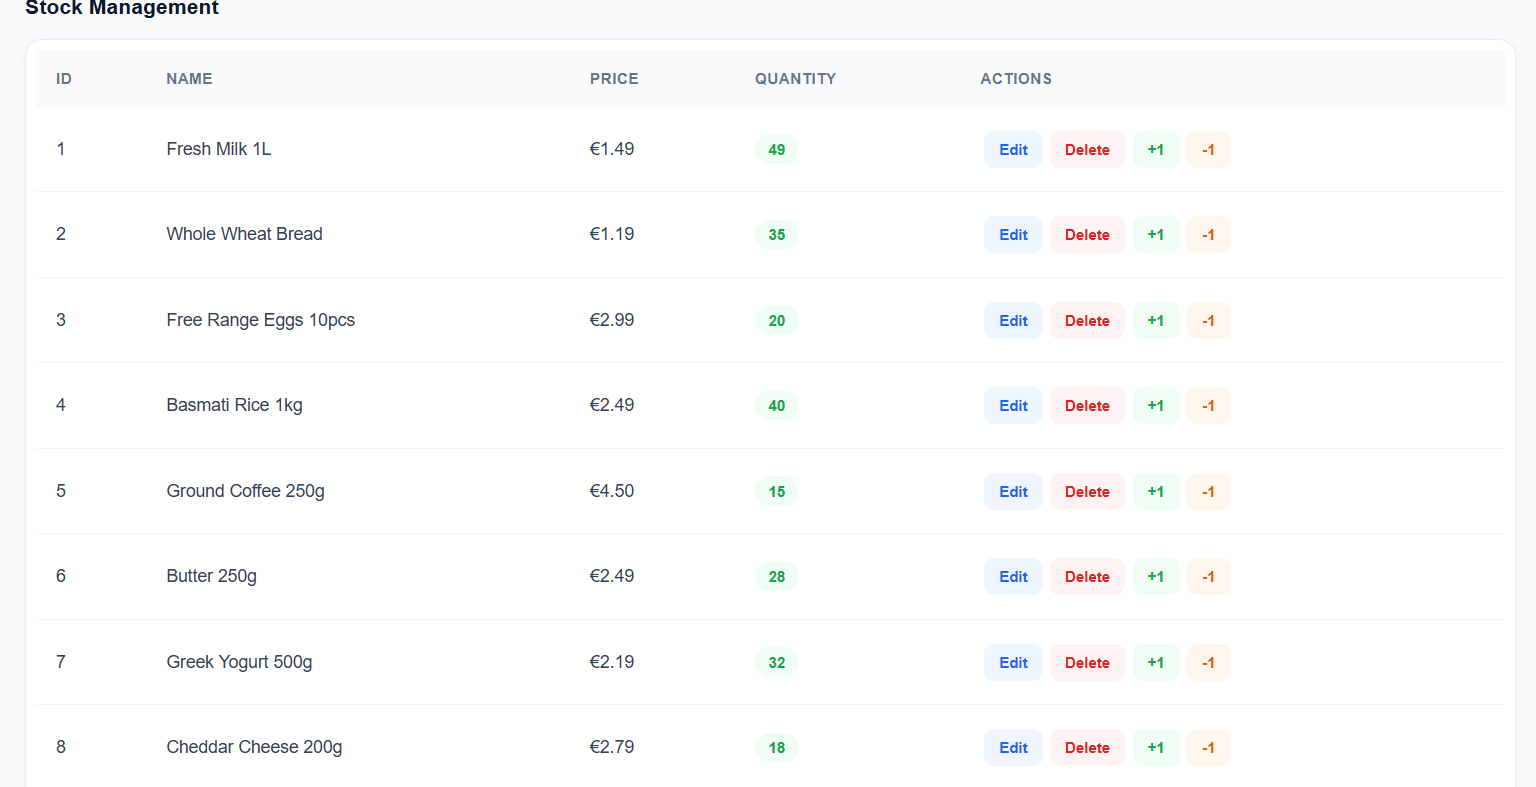 Stock Management
ID NAME PRICE QUANTITY ACTIONS
1 Fresh Milk 1L €1.49 49 Edit Delete +1 -1
2 Whole Wheat Bread €1.19 35 Edit Delete +1 -1
3 Free Range Eggs 10pcs €2.99 20 Edit Delete +1 -1
4 Basmati Rice 1kg €2.49 40 Edit Delete +1 -1
5 Ground Coffee 250g €4.50 15 Edit Delete +1 -1
6 Butter 250g €2.49 28 Edit Delete +1 -1
7 Greek Yogurt 500g €2.19 32 Edit Delete +1 -1
8 Cheddar Cheese 200g €2.79 18 Edit Delete +1 -1